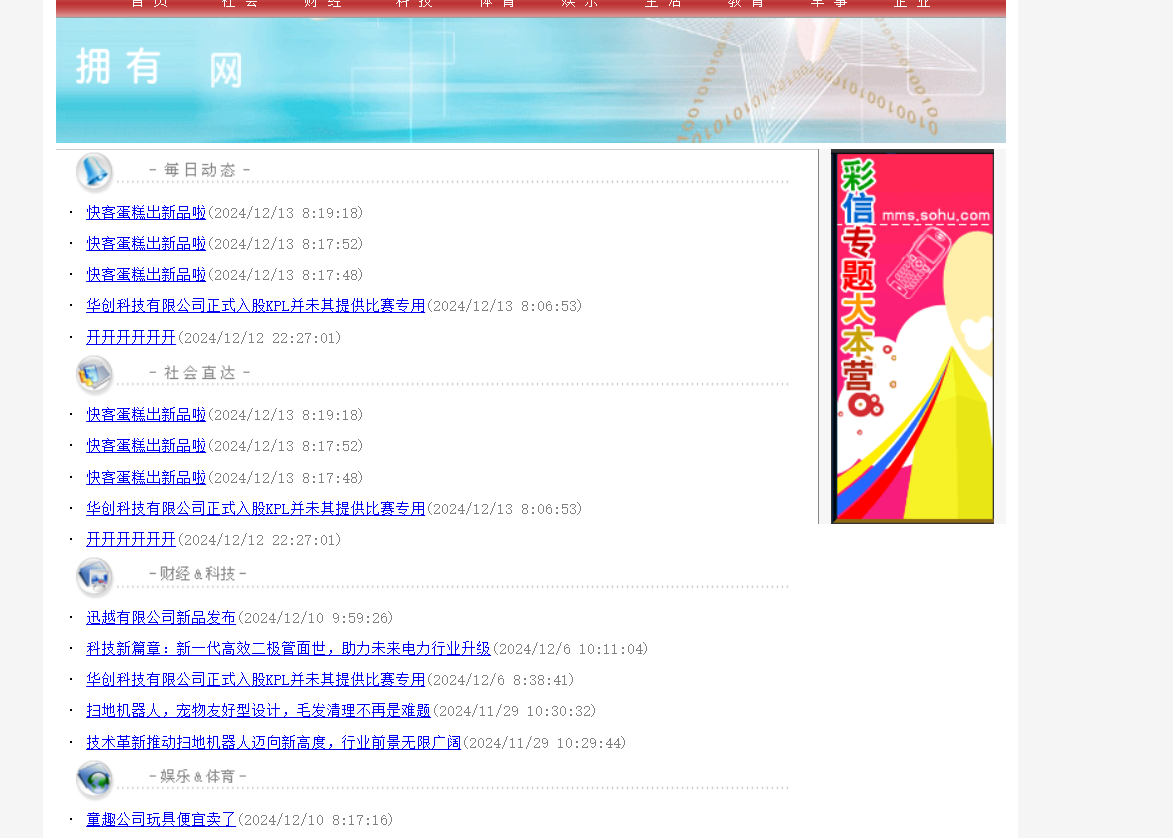 首页 社会 财经 科技 体育 娱乐 生活 教育 军事 企业
拥有 网
- 每日动态 -
· 快客蛋糕出新品啦(2024/12/13 8:19:18)
· 快客蛋糕出新品啦(2024/12/13 8:17:52)
· 快客蛋糕出新品啦(2024/12/13 8:17:48)
· 华创科技有限公司正式入股KPL并未其提供比赛专用(2024/12/13 8:06:53)
· 开开开开开开(2024/12/12 22:27:01)
- 社会直达 -
· 快客蛋糕出新品啦(2024/12/13 8:19:18)
· 快客蛋糕出新品啦(2024/12/13 8:17:52)
· 快客蛋糕出新品啦(2024/12/13 8:17:48)
· 华创科技有限公司正式入股KPL并未其提供比赛专用(2024/12/13 8:06:53)
· 开开开开开开(2024/12/12 22:27:01)
-财经&科技-
· 迅越有限公司新品发布(2024/12/10 9:59:26)
· 科技新篇章：新一代高效二极管面世，助力未来电力行业升级(2024/12/6 10:11:04)
· 华创科技有限公司正式入股KPL并未其提供比赛专用(2024/12/6 8:38:41)
· 扫地机器人，宠物友好型设计，毛发清理不再是难题(2024/11/29 10:30:32)
· 技术革新推动扫地机器人迈向新高度，行业前景无限广阔(2024/11/29 10:29:44)
-娱乐&体育-
· 童趣公司玩具便宜卖了(2024/12/10 8:17:16)
彩信专题大本营
mms.sohu.com